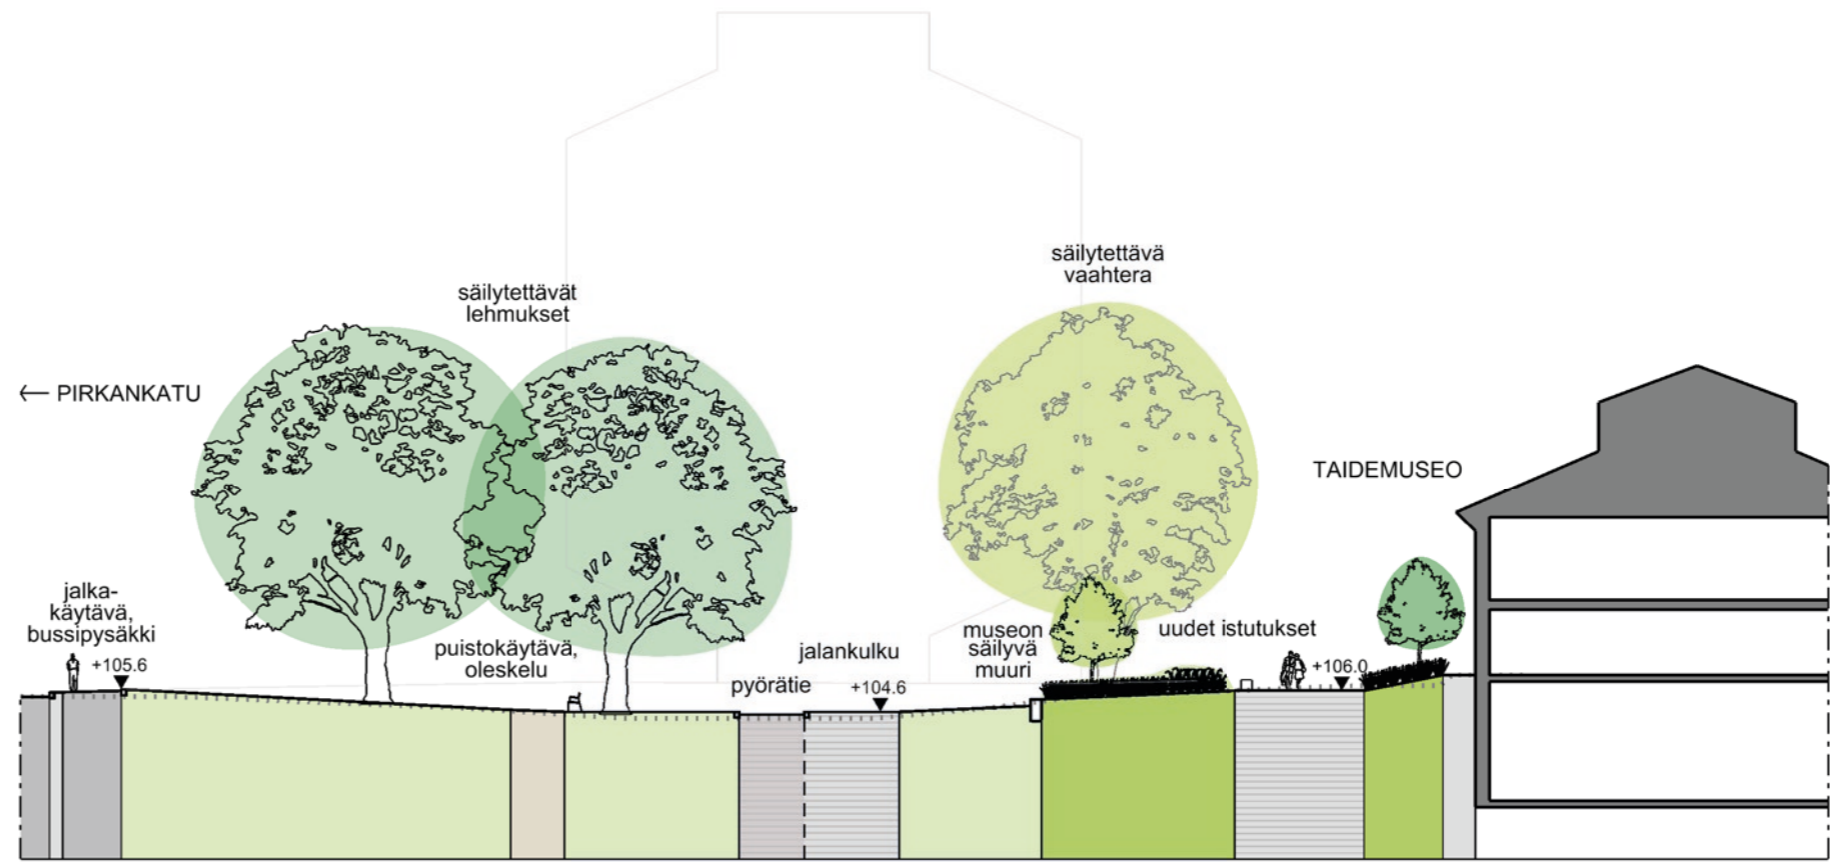 säilytettävä
vaahtera
säilytettävät
lehmukset
← PIRKANKATU
TAIDEMUSEO
jalka-
käytävä,
bussipysäkki
+105.6
puistokäytävä,
oleskelu
jalankulku
pyörätie
+104.6
museon
säilyvä
muuri
uudet istutukset
+106.0